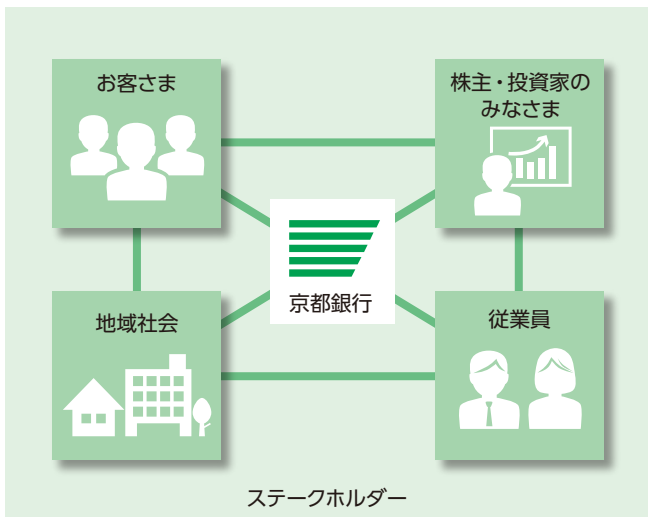 お客さま
株主・投資家の
みなさま
京都銀行
地域社会
従業員
ステークホルダー